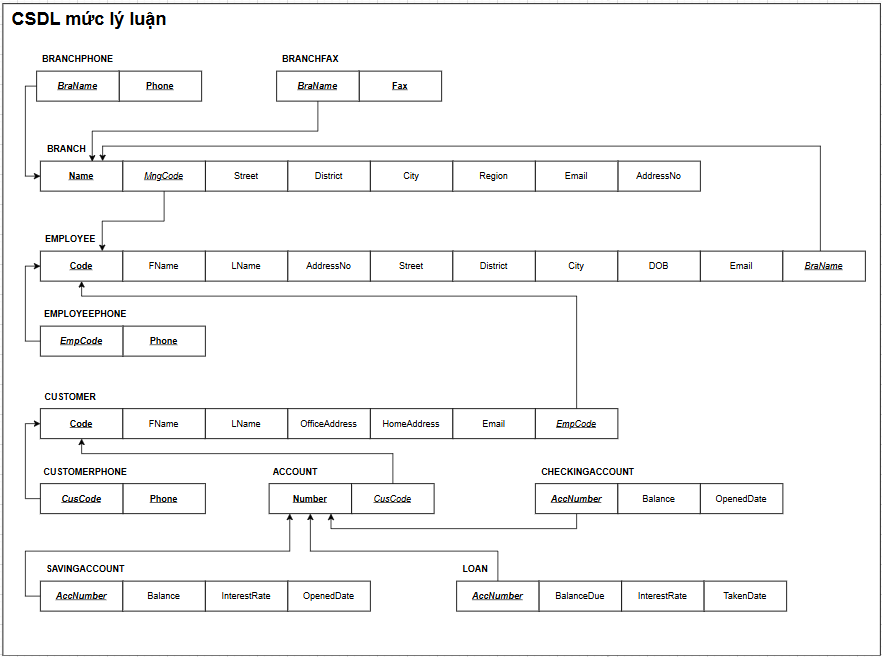 CSDL mức lý luận
BRANCHPHONE BRANCHFAX
BraName Phone BraName Fax
BRANCH
Name MngCode Street District City Region Email AddressNo
EMPLOYEE
Code FName LName AddressNo Street District City DOB Email BraName
EMPLOYEEPHONE
EmpCode Phone
CUSTOMER
Code FName LName OfficeAddress HomeAddress Email EmpCode
CUSTOMERPHONE ACCOUNT CHECKINGACCOUNT
CusCode Phone Number CusCode AccNumber Balance OpenedDate
SAVINGACCOUNT LOAN
AccNumber Balance InterestRate OpenedDate AccNumber BalanceDue InterestRate TakenDate